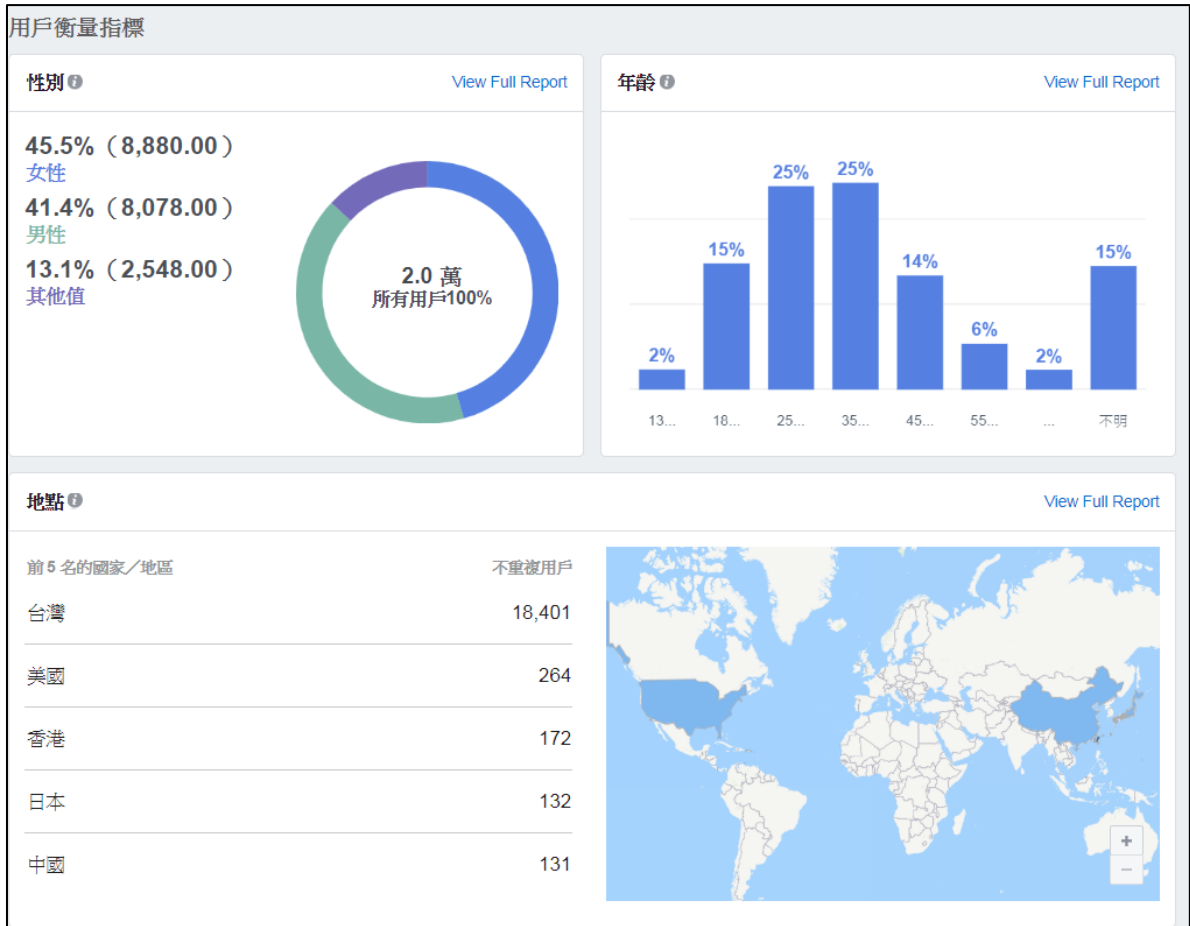 用戶衡量指標
性別
View Full Report
45.5%（8,880.00）
女性
41.4%（8,078.00）
男性
13.1%（2,548.00）
其他值
2.0 萬
所有用戶100%
年齡
View Full Report
2%
15%
25%
25%
14%
6%
2%
15%
13...
18...
25...
35...
45...
55...
...
不明
地點
View Full Report
前 5 名的國家／地區 不重複用戶
台灣 18,401
美國 264
香港 172
日本 132
中國 131
+
−